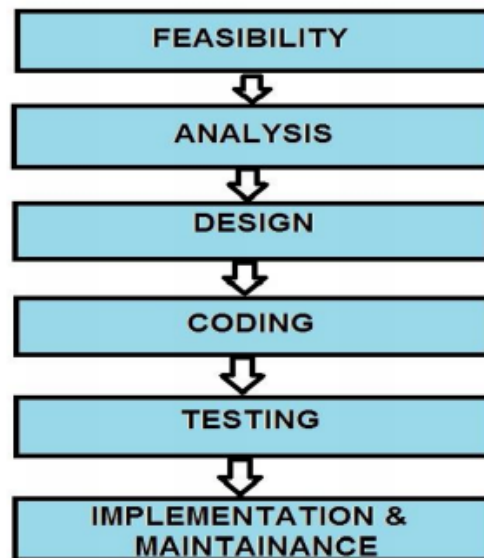 FEASIBILITY
ANALYSIS
DESIGN
CODING
TESTING
IMPLEMENTATION &
MAINTAINANCE